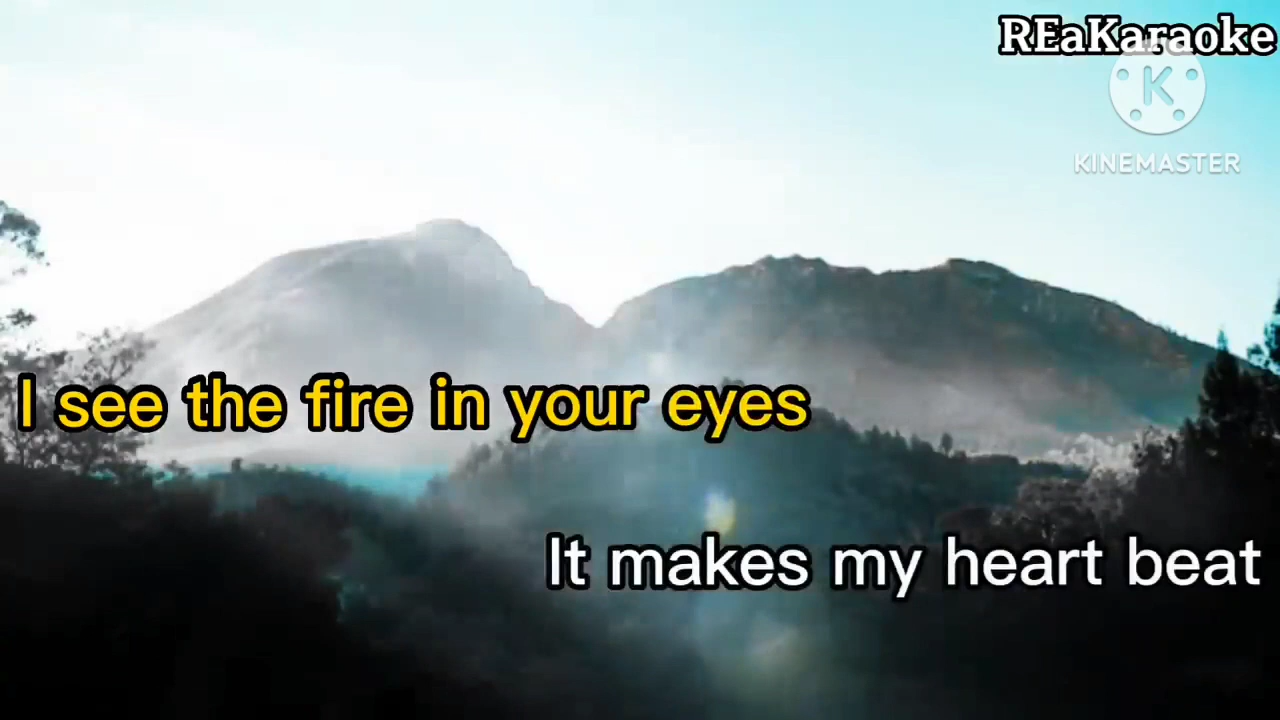 REaKaraoke
K
KINEMASTER
I see the fire in your eyes
It makes my heart beat